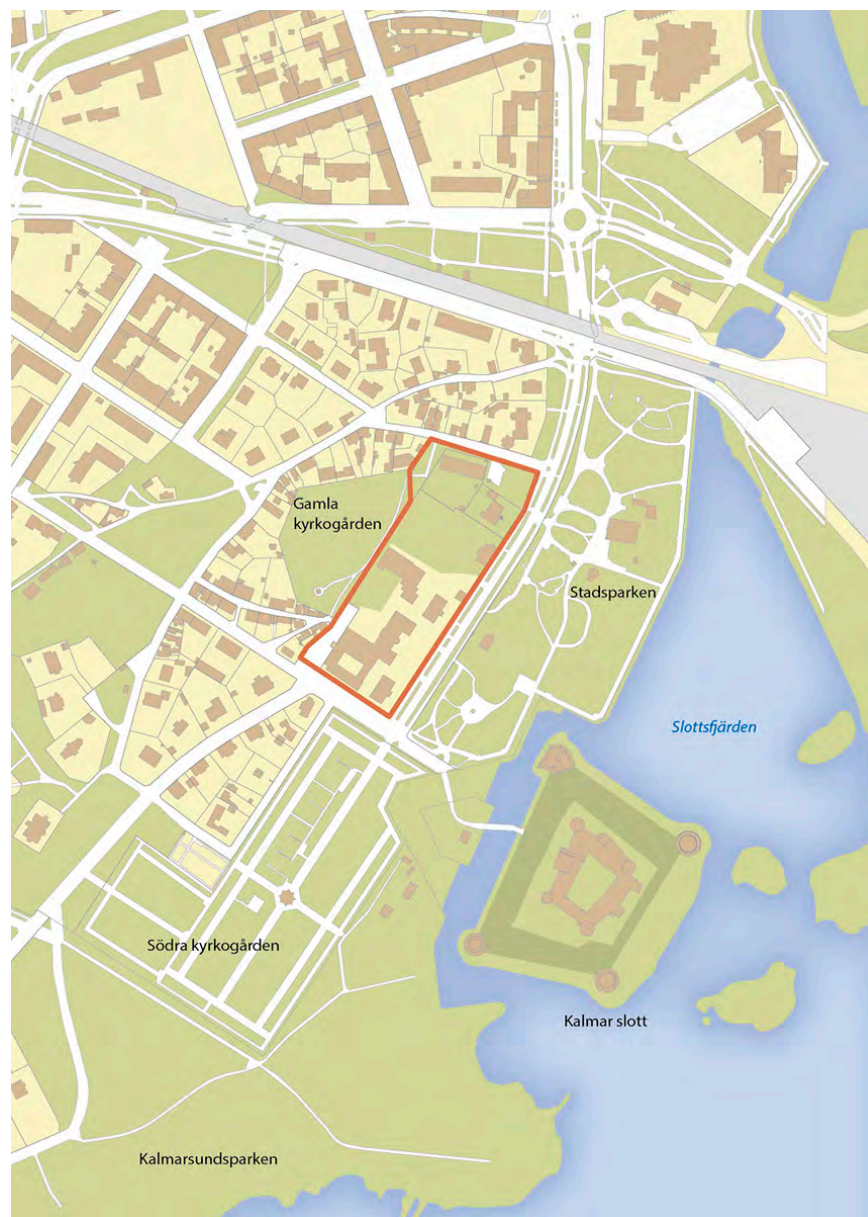 Gamla
kyrkogården
Stadsparken
Slottsfjärden
Södra kyrkogården
Kalmar slott
Kalmarsundsparken